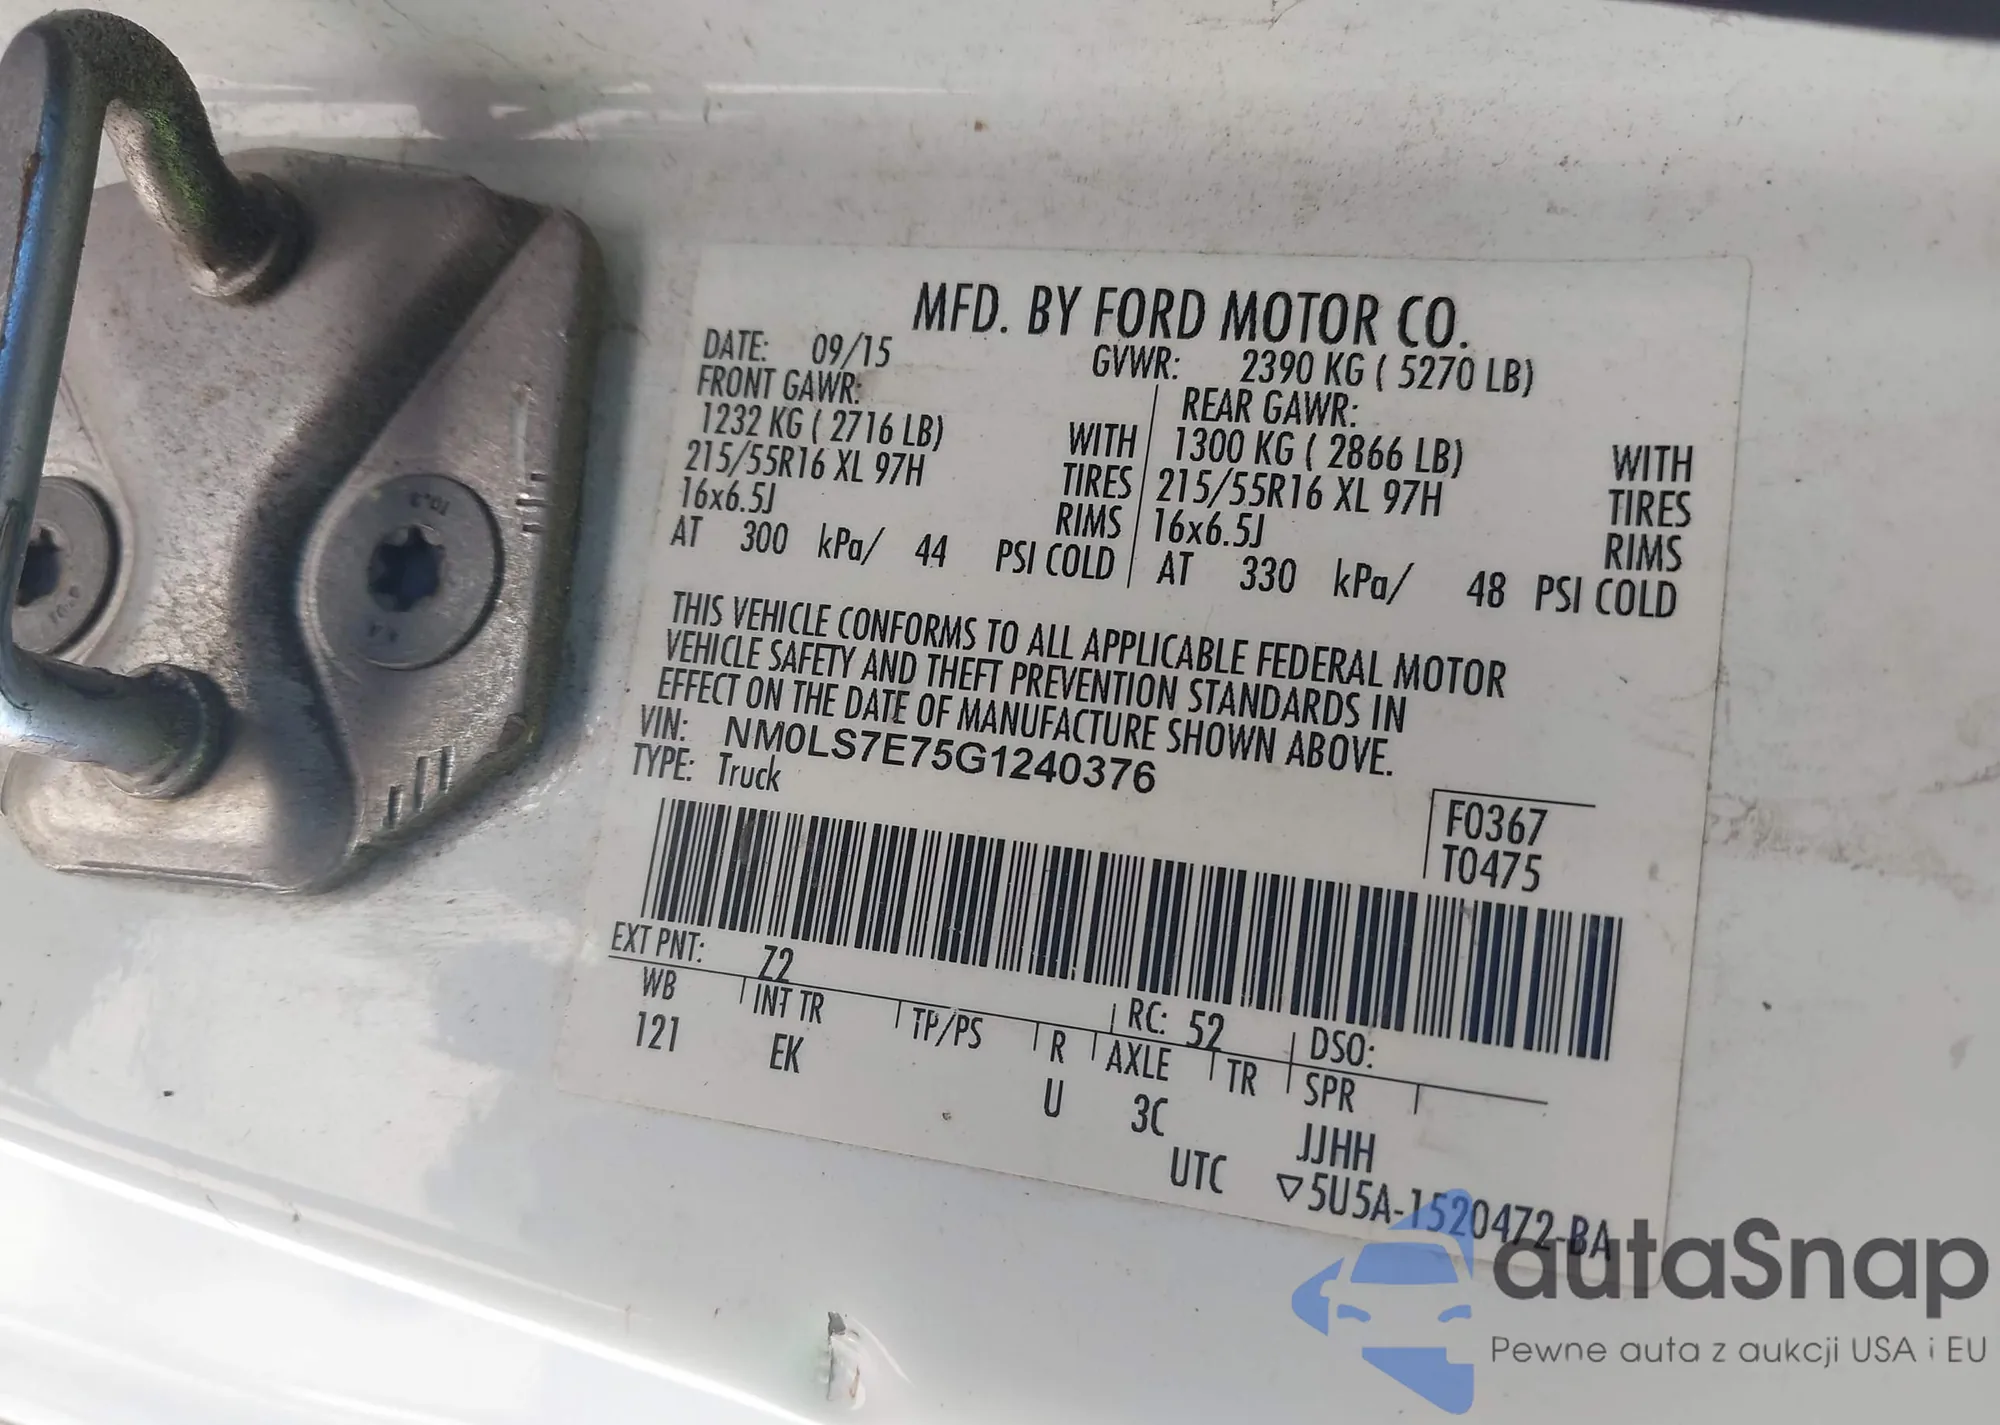 MFD. BY FORD MOTOR CO.
DATE: 09/15 GVWR: 2390 KG ( 5270 LB)
FRONT GAWR: REAR GAWR:
1232 KG ( 2716 LB) WITH 1300 KG ( 2866 LB) WITH
215/55R16 XL 97H TIRES 215/55R16 XL 97H TIRES
16x6.5J RIMS 16x6.5J RIMS
AT 300 kPa/ 44 PSI COLD AT 330 kPa/ 48 PSI COLD
THIS VEHICLE CONFORMS TO ALL APPLICABLE FEDERAL MOTOR
VEHICLE SAFETY AND THEFT PREVENTION STANDARDS IN
EFFECT ON THE DATE OF MANUFACTURE SHOWN ABOVE.
VIN: NM0LS7E75G1240376
TYPE: Truck
F0367
T0475
EXT PNT: Z2 RC: 52 DSO:
WB INT TR TP/PS R AXLE TR SPR
121 EK U 3C JJHH
UTC ▽5U5A-1520472-BA
10.9
autaSnap
Pewne auta z aukcji USA i EU